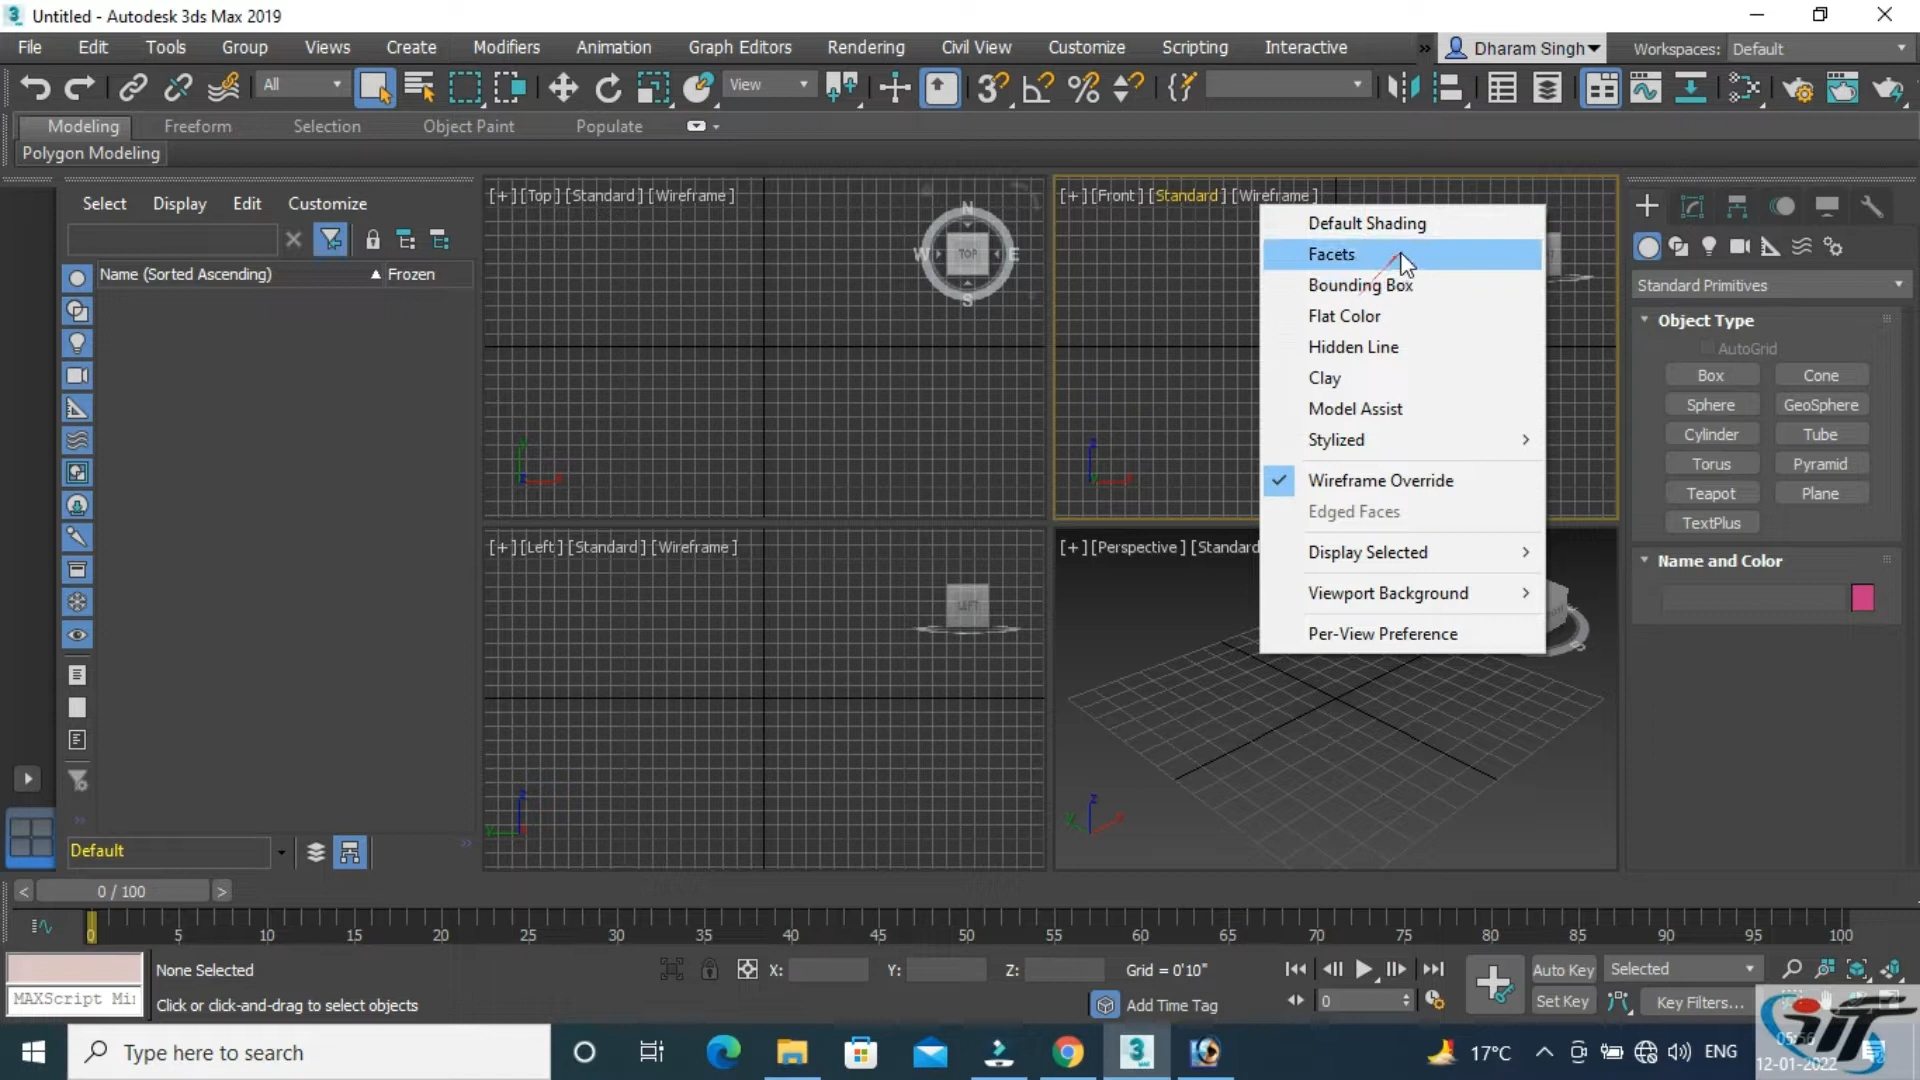 Untitled - Autodesk 3ds Max 2019
File Edit Tools Group Views Create Modifiers Animation Graph Editors Rendering Civil View Customize Scripting Interactive
Dharam Singh
Workspaces: Default
All
View
Modeling Freeform Selection Object Paint Populate
Polygon Modeling
Select Display Edit Customize
Name (Sorted Ascending) Frozen
Default
[+] [Top] [Standard] [Wireframe]
N
W TOP E
S
[+] [Front] [Standard] [Wireframe]
Default Shading
Facets
Bounding Box
Flat Color
Hidden Line
Clay
Model Assist
Stylized
Wireframe Override
Edged Faces
Display Selected
Viewport Background
Per-View Preference
[+] [Left] [Standard] [Wireframe]
LEFT
[+] [Perspective] [Standard
Standard Primitives
Object Type
AutoGrid
Box Cone
Sphere GeoSphere
Cylinder Tube
Torus Pyramid
Teapot Plane
TextPlus
Name and Color
< 0 / 100 >
0 5 10 15 20 25 30 35 40 45 50 55 60 65 70 75 80 85 90 95 100
None Selected
X: Y: Z: Grid = 0'10"
Auto Key Selected
MAXScript Mi
Click or click-and-drag to select objects
Add Time Tag
0
Set Key Key Filters...
Type here to search
17°C
ENG
05:56
12-01-2022